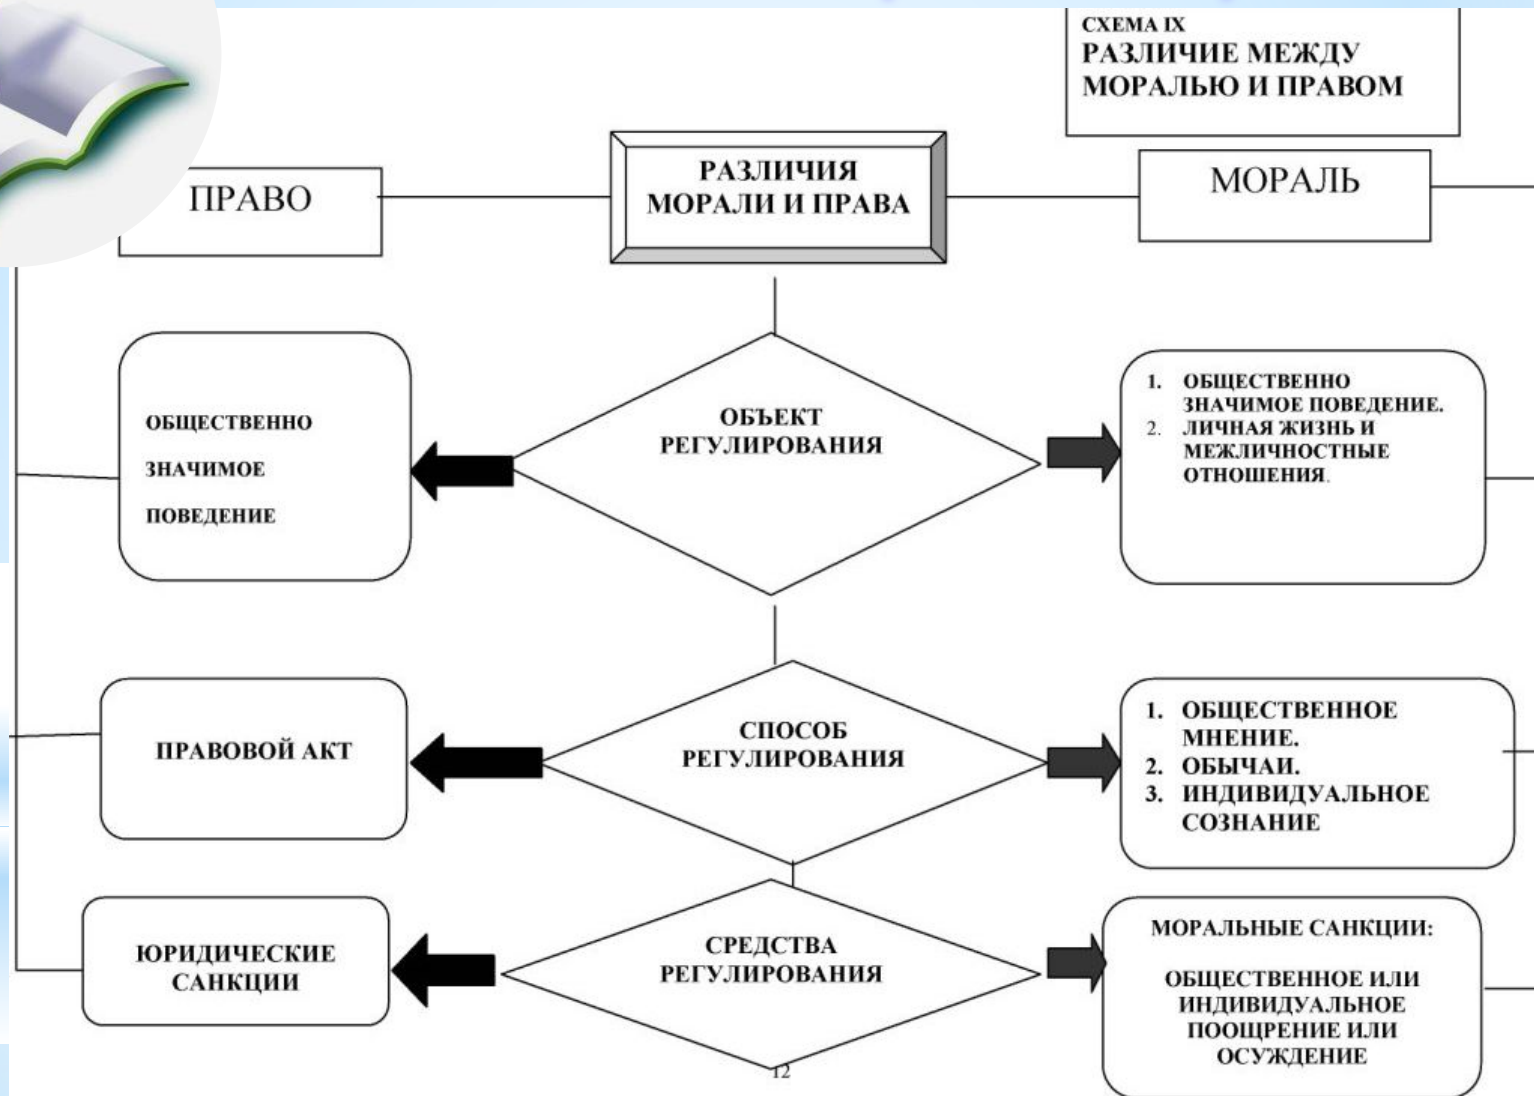 СХЕМА IX
РАЗЛИЧИЕ МЕЖДУ
МОРАЛЬЮ И ПРАВОМ
ПРАВО
РАЗЛИЧИЯ
МОРАЛИ И ПРАВА
МОРАЛЬ
ОБЩЕСТВЕННО
ЗНАЧИМОЕ
ПОВЕДЕНИЕ
ОБЪЕКТ
РЕГУЛИРОВАНИЯ
1. ОБЩЕСТВЕННО
ЗНАЧИМОЕ ПОВЕДЕНИЕ.
2. ЛИЧНАЯ ЖИЗНЬ И
МЕЖЛИЧНОСТНЫЕ
ОТНОШЕНИЯ.
ПРАВОВОЙ АКТ
СПОСОБ
РЕГУЛИРОВАНИЯ
1. ОБЩЕСТВЕННОЕ
МНЕНИЕ.
2. ОБЫЧАИ.
3. ИНДИВИДУАЛЬНОЕ
СОЗНАНИЕ
ЮРИДИЧЕСКИЕ
САНКЦИИ
СРЕДСТВА
РЕГУЛИРОВАНИЯ
МОРАЛЬНЫЕ САНКЦИИ:
ОБЩЕСТВЕННОЕ ИЛИ
ИНДИВИДУАЛЬНОЕ
ПООЩРЕНИЕ ИЛИ
ОСУЖДЕНИЕ
12